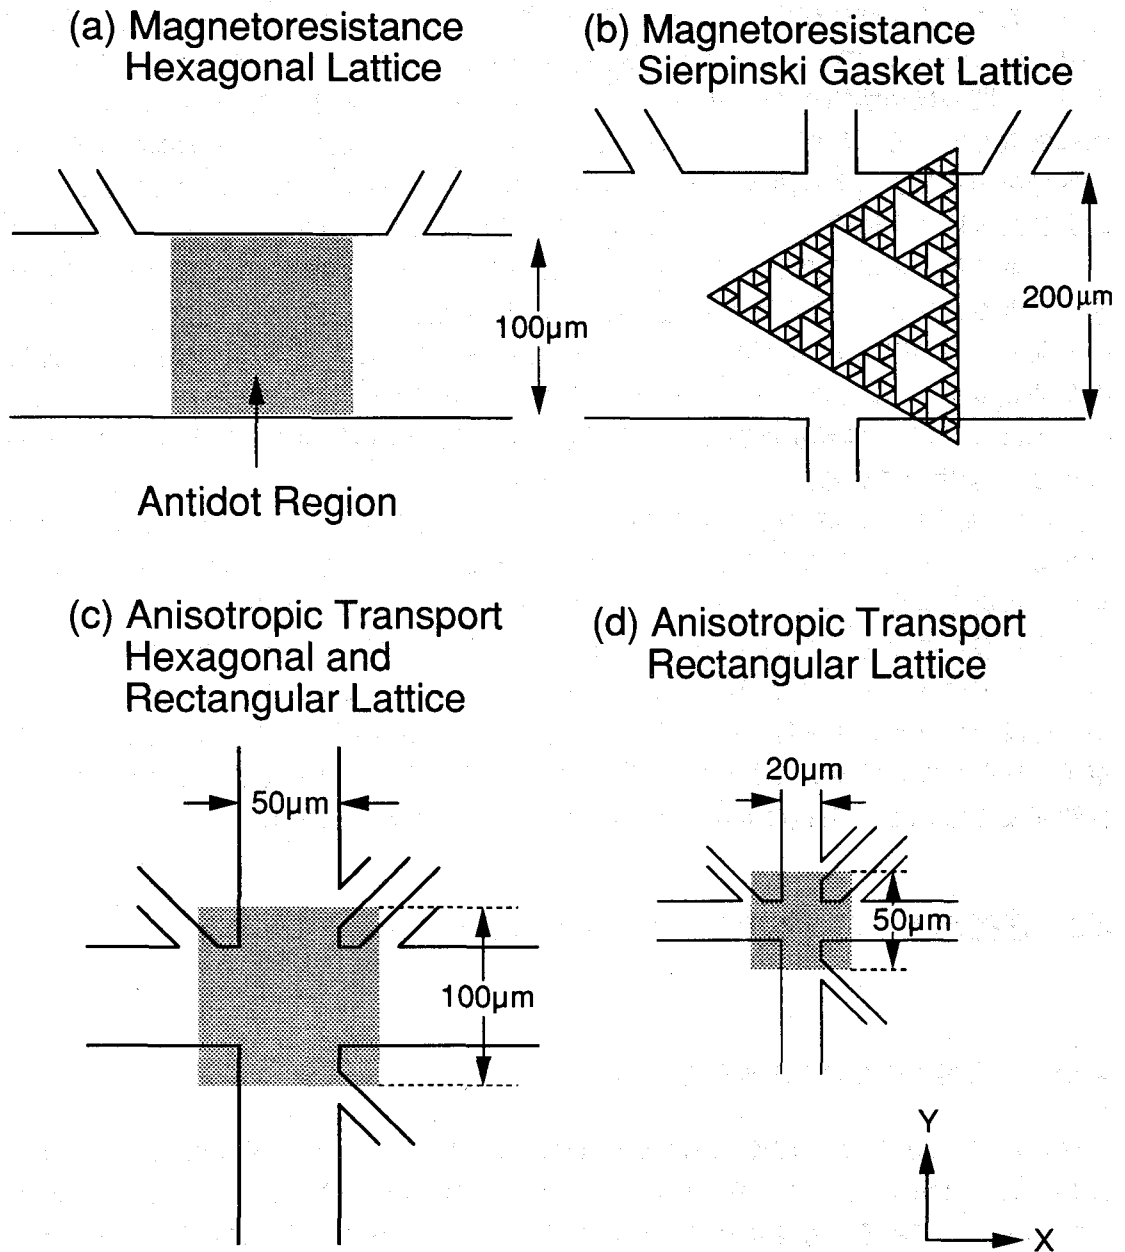 (a) Magnetoresistance
Hexagonal Lattice
100μm
Antidot Region
(b) Magnetoresistance
Sierpinski Gasket Lattice
200μm
(c) Anisotropic Transport
Hexagonal and
Rectangular Lattice
50μm
100μm
(d) Anisotropic Transport
Rectangular Lattice
20μm
50μm
Y
X